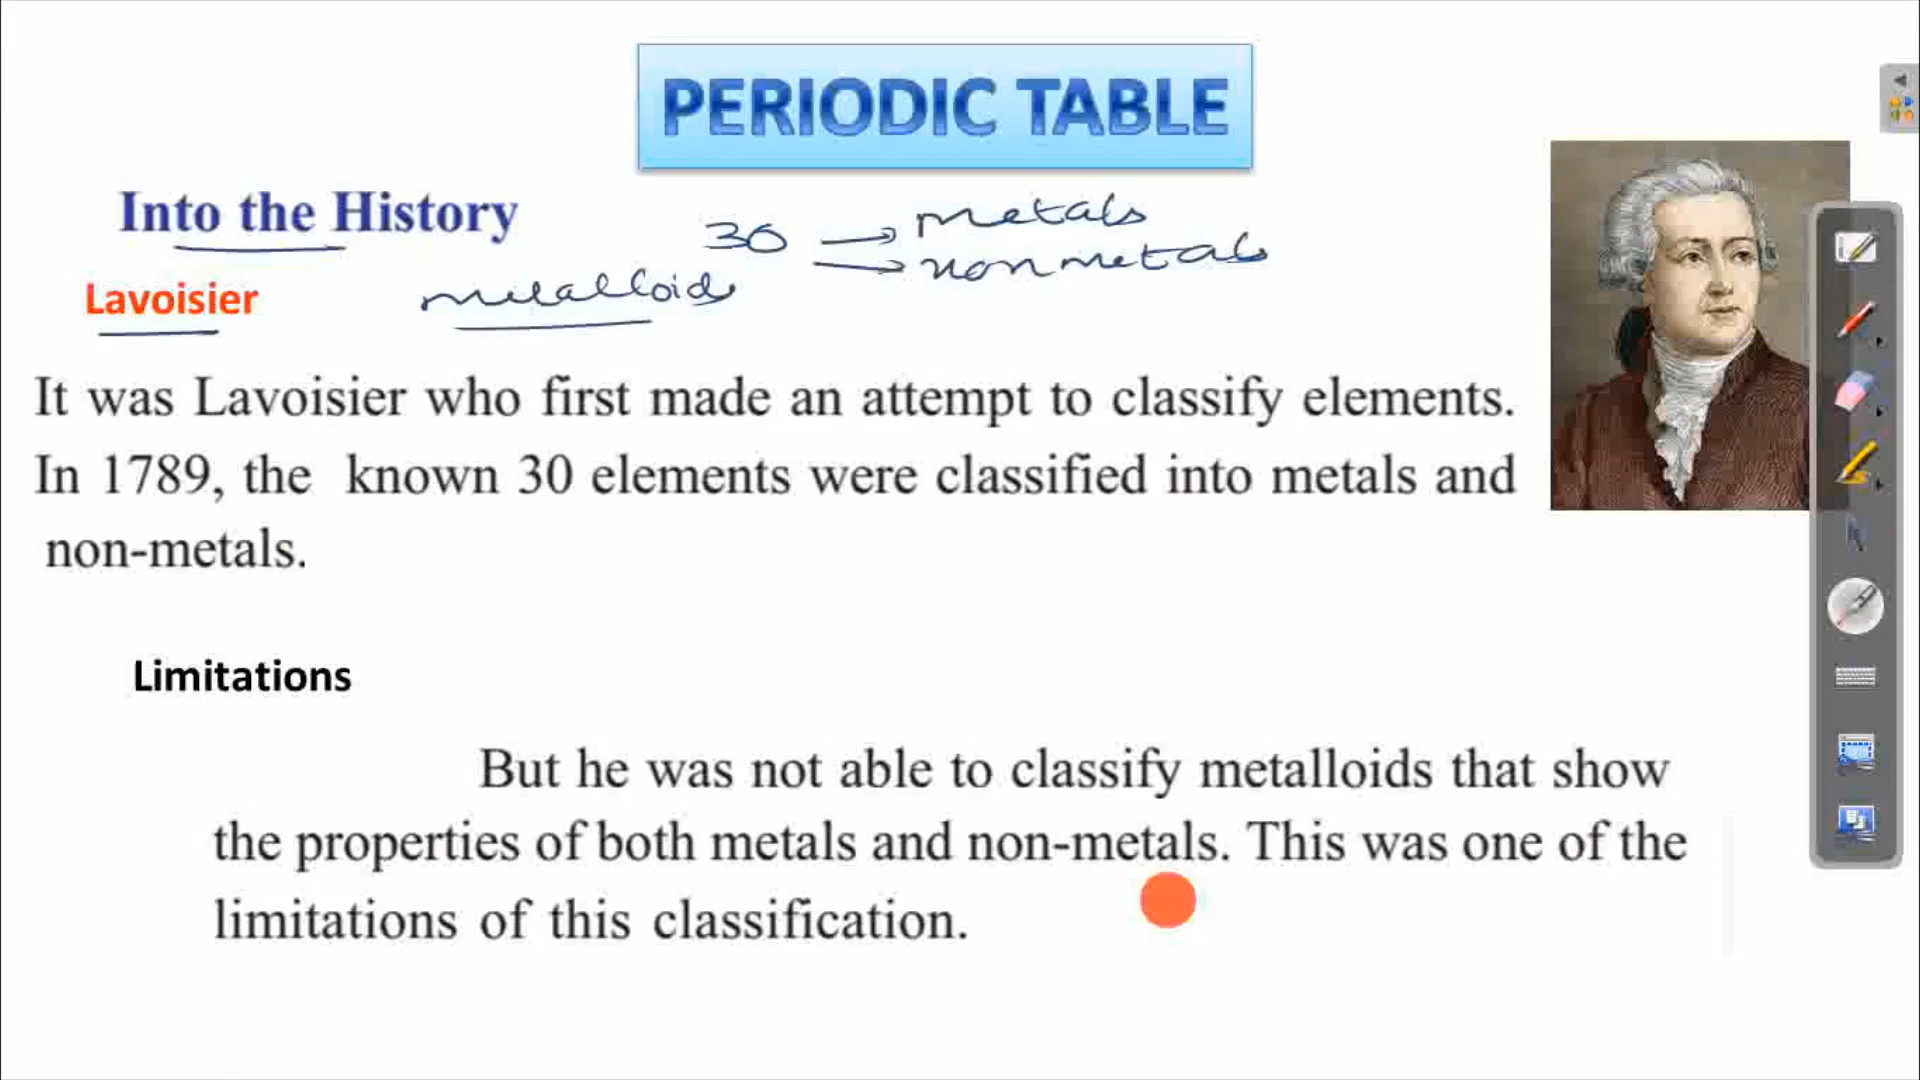 PERIODIC TABLE
Into the History
30 → metals
→ nonmetals
Lavoisier
metalloids
It was Lavoisier who first made an attempt to classify elements.
In 1789, the known 30 elements were classified into metals and
non-metals.
Limitations
But he was not able to classify metalloids that show
the properties of both metals and non-metals. This was one of the
limitations of this classification.